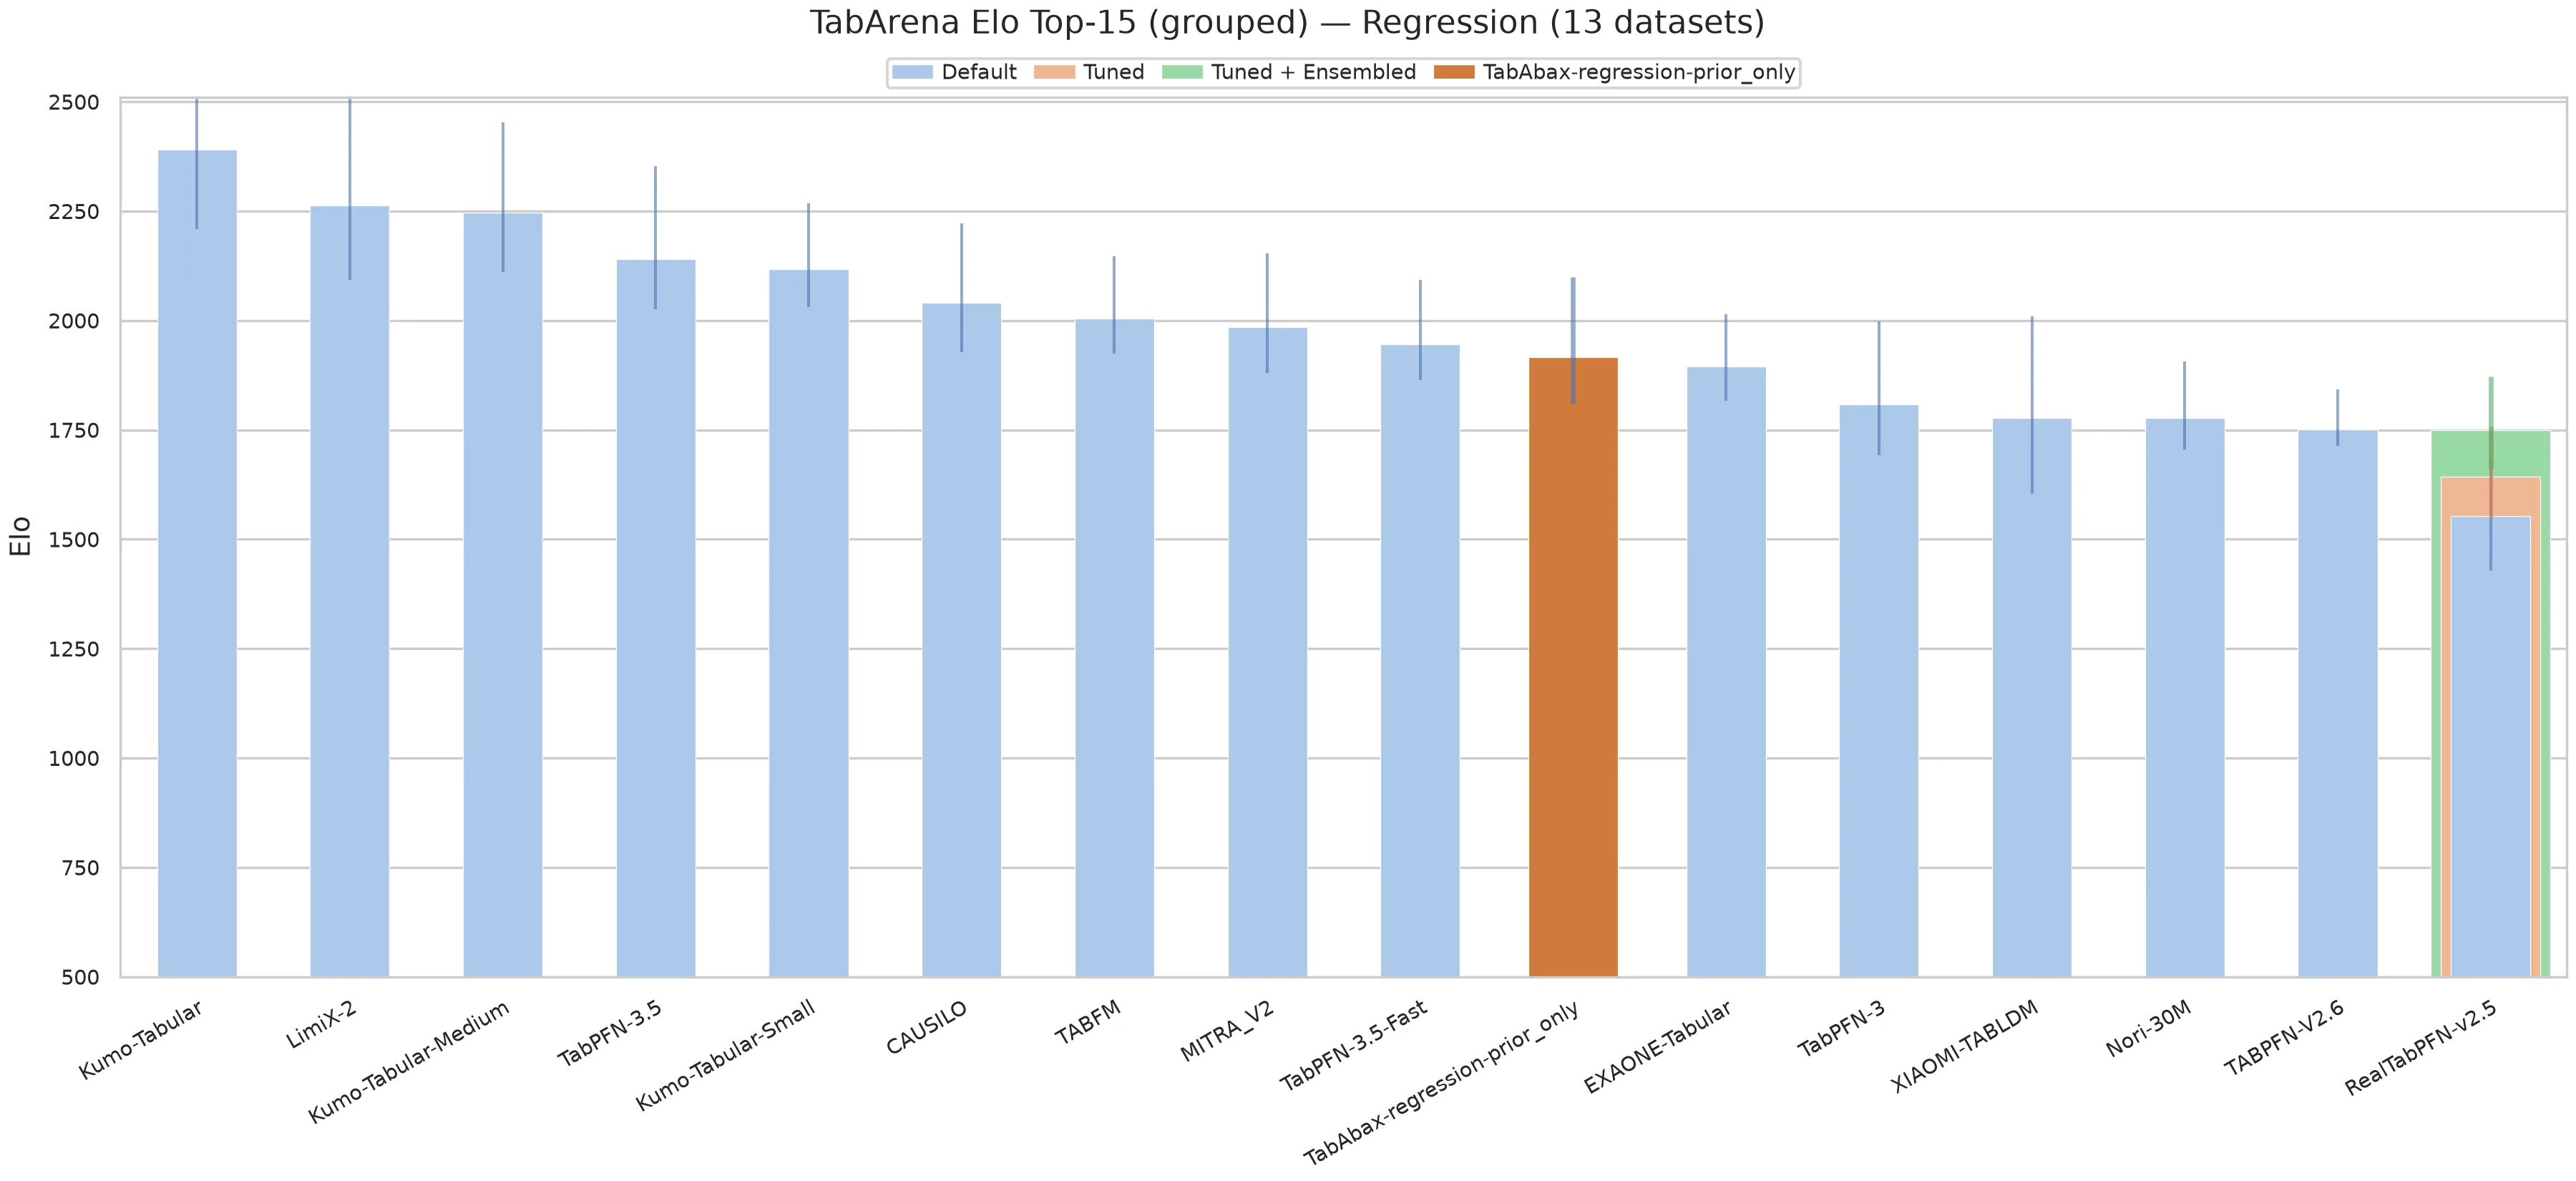 TabArena Elo Top-15 (grouped) — Regression (13 datasets)
Default Tuned Tuned + Ensembled TabAbax-regression-prior_only
Elo
2500
2250
2000
1750
1500
1250
1000
750
500
Kumo-Tabular
LimiX-2
Kumo-Tabular-Medium
TabPFN-3.5
Kumo-Tabular-Small
CAUSILO
TABFM
MITRA_V2
TabPFN-3.5-Fast
TabAbax-regression-prior_only
EXAONE-Tabular
TabPFN-3
XIAOMI-TABLDM
Nori-30M
TABPFN-V2.6
RealTabPFN-v2.5